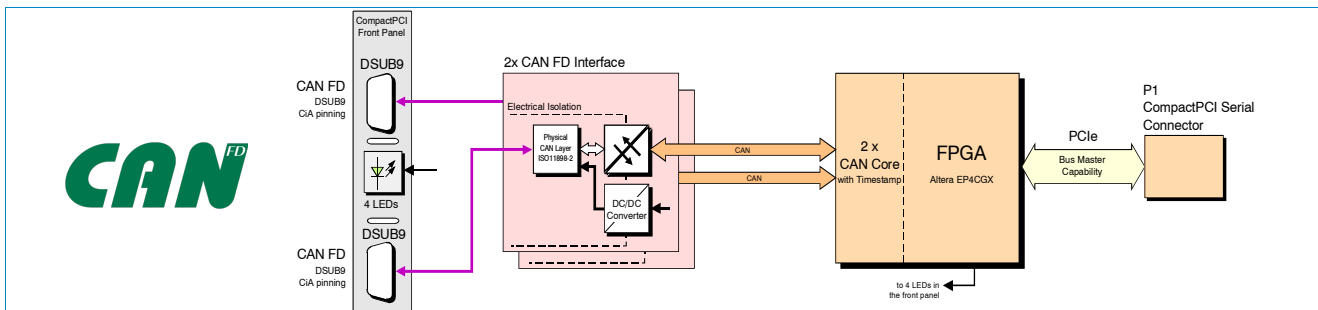 CAN FD
CompactPCI
Front Panel
DSUB9
CAN FD
DSUB9
CiA pinning
4 LEDs
DSUB9
CAN FD
DSUB9
CiA pinning
2x CAN FD Interface
Electrical Isolation
Physical
CAN Layer
ISO11898-2
DC/DC
Converter
CAN
CAN
2 x
CAN Core
with Timestamp
FPGA
Altera EP4CGX
to 4 LEDs in
the front panel
PCIe
Bus Master
Capability
P1
CompactPCI Serial
Connector